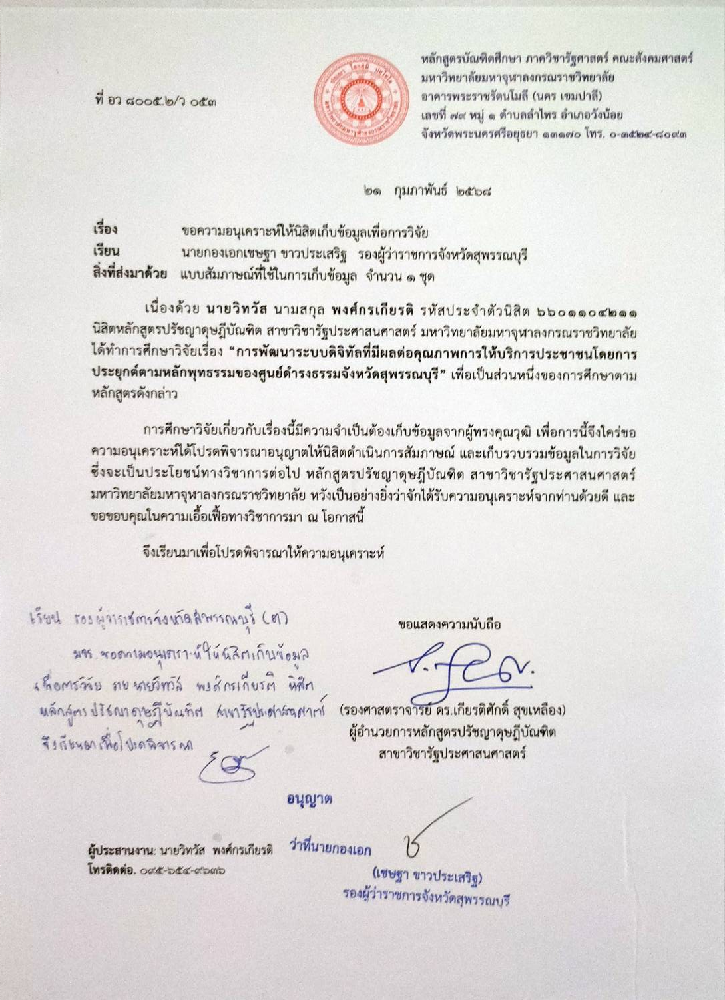 หลักสูตรบัณฑิตศึกษา ภาควิชารัฐศาสตร์ คณะสังคมศาสตร์
มหาวิทยาลัยมหาจุฬาลงกรณราชวิทยาลัย
ที่ อว ๘๐๐๕.๒/ว ๐๕๓
อาคารพระราชรัตนโมลี (นคร เขมปาลี)
เลขที่ ๗๙ หมู่ ๑ ตำบลลำไทร อำเภอวังน้อย
จังหวัดพระนครศรีอยุธยา ๑๓๑๗๐ โทร. ๐-๓๕๒๔-๘๐๙๓
๒๑ กุมภาพันธ์ ๒๕๖๘
เรื่อง ขอความอนุเคราะห์ให้นิสิตเก็บข้อมูลเพื่อการวิจัย
เรียน นายกองเอกเชษฐา ขาวประเสริฐ รองผู้ว่าราชการจังหวัดสุพรรณบุรี
สิ่งที่ส่งมาด้วย แบบสัมภาษณ์ที่ใช้ในการเก็บข้อมูล จำนวน ๑ ชุด
เนื่องด้วย นายวิทวัส นามสกุล พงศ์กรเกียรติ รหัสประจำตัวนิสิต ๖๖๐๑๑๐๔๒๑๑
นิสิตหลักสูตรปรัชญาดุษฎีบัณฑิต สาขาวิชารัฐประศาสนศาสตร์ มหาวิทยาลัยมหาจุฬาลงกรณราชวิทยาลัย
ได้ทำการศึกษาวิจัยเรื่อง “การพัฒนาระบบดิจิทัลที่มีผลต่อคุณภาพการให้บริการประชาชนโดยการ
ประยุกต์ตามหลักพุทธรรมของศูนย์ดำรงธรรมจังหวัดสุพรรณบุรี” เพื่อเป็นส่วนหนึ่งของการศึกษาตาม
หลักสูตรดังกล่าว
การศึกษาวิจัยเกี่ยวกับเรื่องนี้มีความจำเป็นต้องเก็บข้อมูลจากผู้ทรงคุณวุฒิ เพื่อการนี้จึงใคร่ขอ
ความอนุเคราะห์ได้โปรดพิจารณาอนุญาตให้นิสิตดำเนินการสัมภาษณ์ และเก็บรวบรวมข้อมูลในการวิจัย
ซึ่งจะเป็นประโยชน์ทางวิชาการต่อไป หลักสูตรปรัชญาดุษฎีบัณฑิต สาขาวิชารัฐประศาสนศาสตร์
มหาวิทยาลัยมหาจุฬาลงกรณราชวิทยาลัย หวังเป็นอย่างยิ่งว่าจักได้รับความอนุเคราะห์จากท่านด้วยดี และ
ขอขอบคุณในความเอื้อเฟื้อทางวิชาการมา ณ โอกาสนี้
จึงเรียนมาเพื่อโปรดพิจารณาให้ความอนุเคราะห์
เรียน รองผู้ว่าราชการจังหวัดสุพรรณบุรี (ต)
มจร. ขอความอนุเคราะห์ให้นิสิตเก็บข้อมูล
เพื่อการวิจัย ราย นายวิทวัส พงศ์กรเกียรติ นิสิต
หลักสูตรปรัชญาดุษฎีบัณฑิต สาขารัฐประศาสนศาสตร์
จึงเรียนมาเพื่อโปรดพิจารณา
ขอแสดงความนับถือ
(รองศาสตราจารย์ ดร.เกียรติศักดิ์ สุขเหลือง)
ผู้อำนวยการหลักสูตรปรัชญาดุษฎีบัณฑิต
สาขาวิชารัฐประศาสนศาสตร์
อนุญาต
ว่าที่นายกองเอก
(เชษฐา ขาวประเสริฐ)
รองผู้ว่าราชการจังหวัดสุพรรณบุรี
ผู้ประสานงาน: นายวิทวัส พงศ์กรเกียรติ
โทรติดต่อ. ๐๙๕-๖๕๔-๙๖๓๖